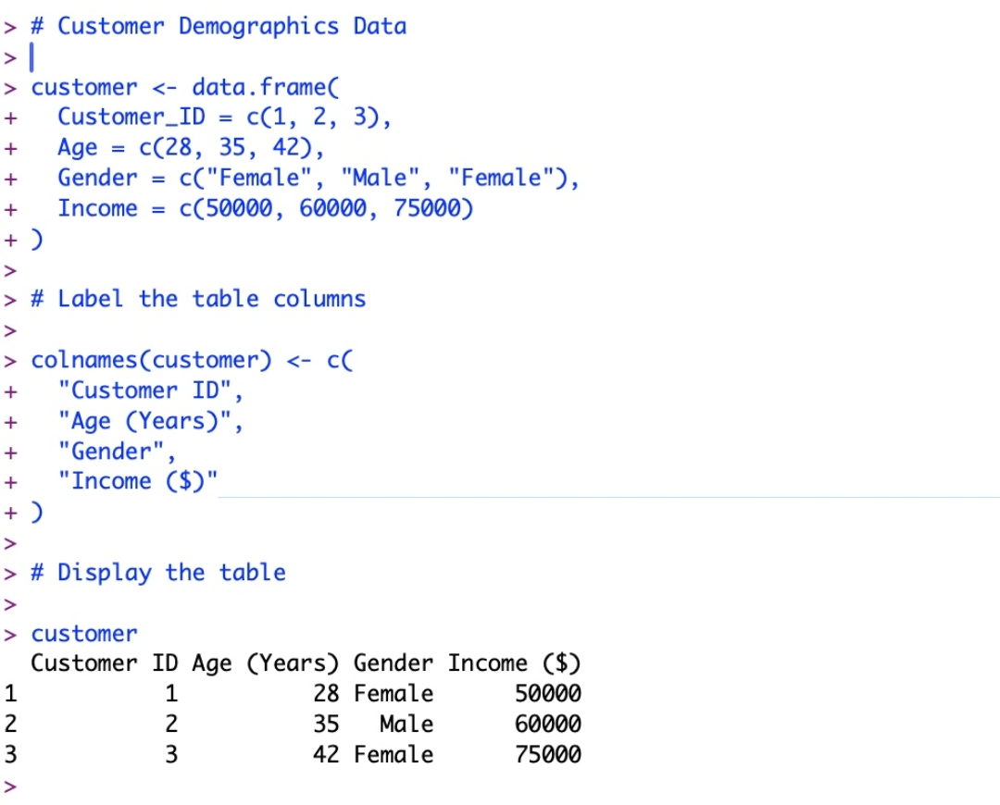 > # Customer Demographics Data
>
> customer <- data.frame(
+   Customer_ID = c(1, 2, 3),
+   Age = c(28, 35, 42),
+   Gender = c("Female", "Male", "Female"),
+   Income = c(50000, 60000, 75000)
+ )
>
> # Label the table columns
>
> colnames(customer) <- c(
+   "Customer ID",
+   "Age (Years)",
+   "Gender",
+   "Income ($)"
+ )
>
> # Display the table
>
> customer
  Customer ID Age (Years) Gender Income ($)
1           1          28 Female      50000
2           2          35   Male      60000
3           3          42 Female      75000
>